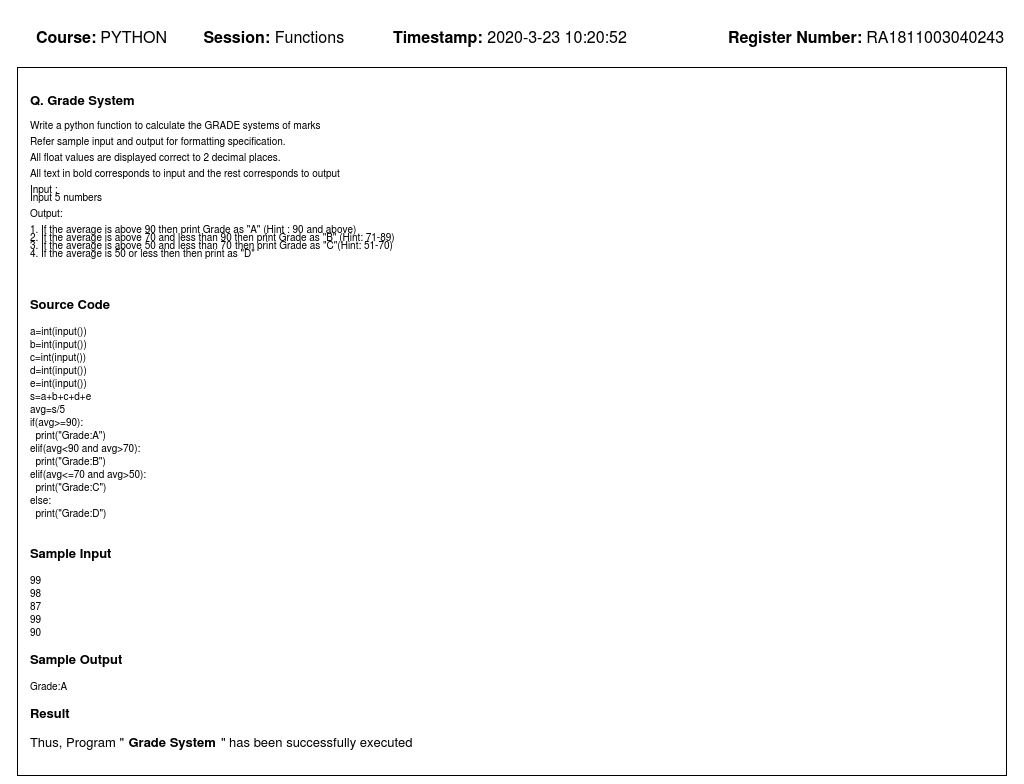 Course: PYTHON Session: Functions Timestamp: 2020-3-23 10:20:52 Register Number: RA1811003040243
Q. Grade System
Write a python function to calculate the GRADE systems of marks
Refer sample input and output for formatting specification.
All float values are displayed correct to 2 decimal places.
All text in bold corresponds to input and the rest corresponds to output
Input :
Input 5 numbers
Output:
1. If the average is above 90 then print Grade as "A" (Hint : 90 and above)
2. If the average is above 70 and less than 90 then print Grade as "B" (Hint: 71-89)
3. If the average is above 50 and less than 70 then print Grade as "C"(Hint: 51-70)
4. If the average is 50 or less then then print as "D"
Source Code
a=int(input())
b=int(input())
c=int(input())
d=int(input())
e=int(input())
s=a+b+c+d+e
avg=s/5
if(avg>=90):
  print("Grade:A")
elif(avg<90 and avg>70):
  print("Grade:B")
elif(avg<=70 and avg>50):
  print("Grade:C")
else:
  print("Grade:D")
Sample Input
99
98
87
99
90
Sample Output
Grade:A
Result
Thus, Program " Grade System " has been successfully executed